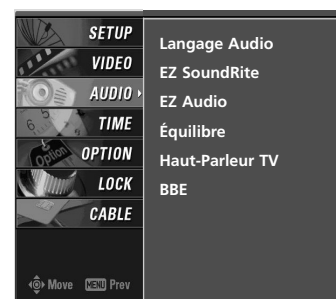 SETUP
VIDEO
AUDIO
TIME
OPTION
LOCK
CABLE
Move MENU Prev
Langage Audio
EZ SoundRite
EZ Audio
Équilibre
Haut-Parleur TV
BBE